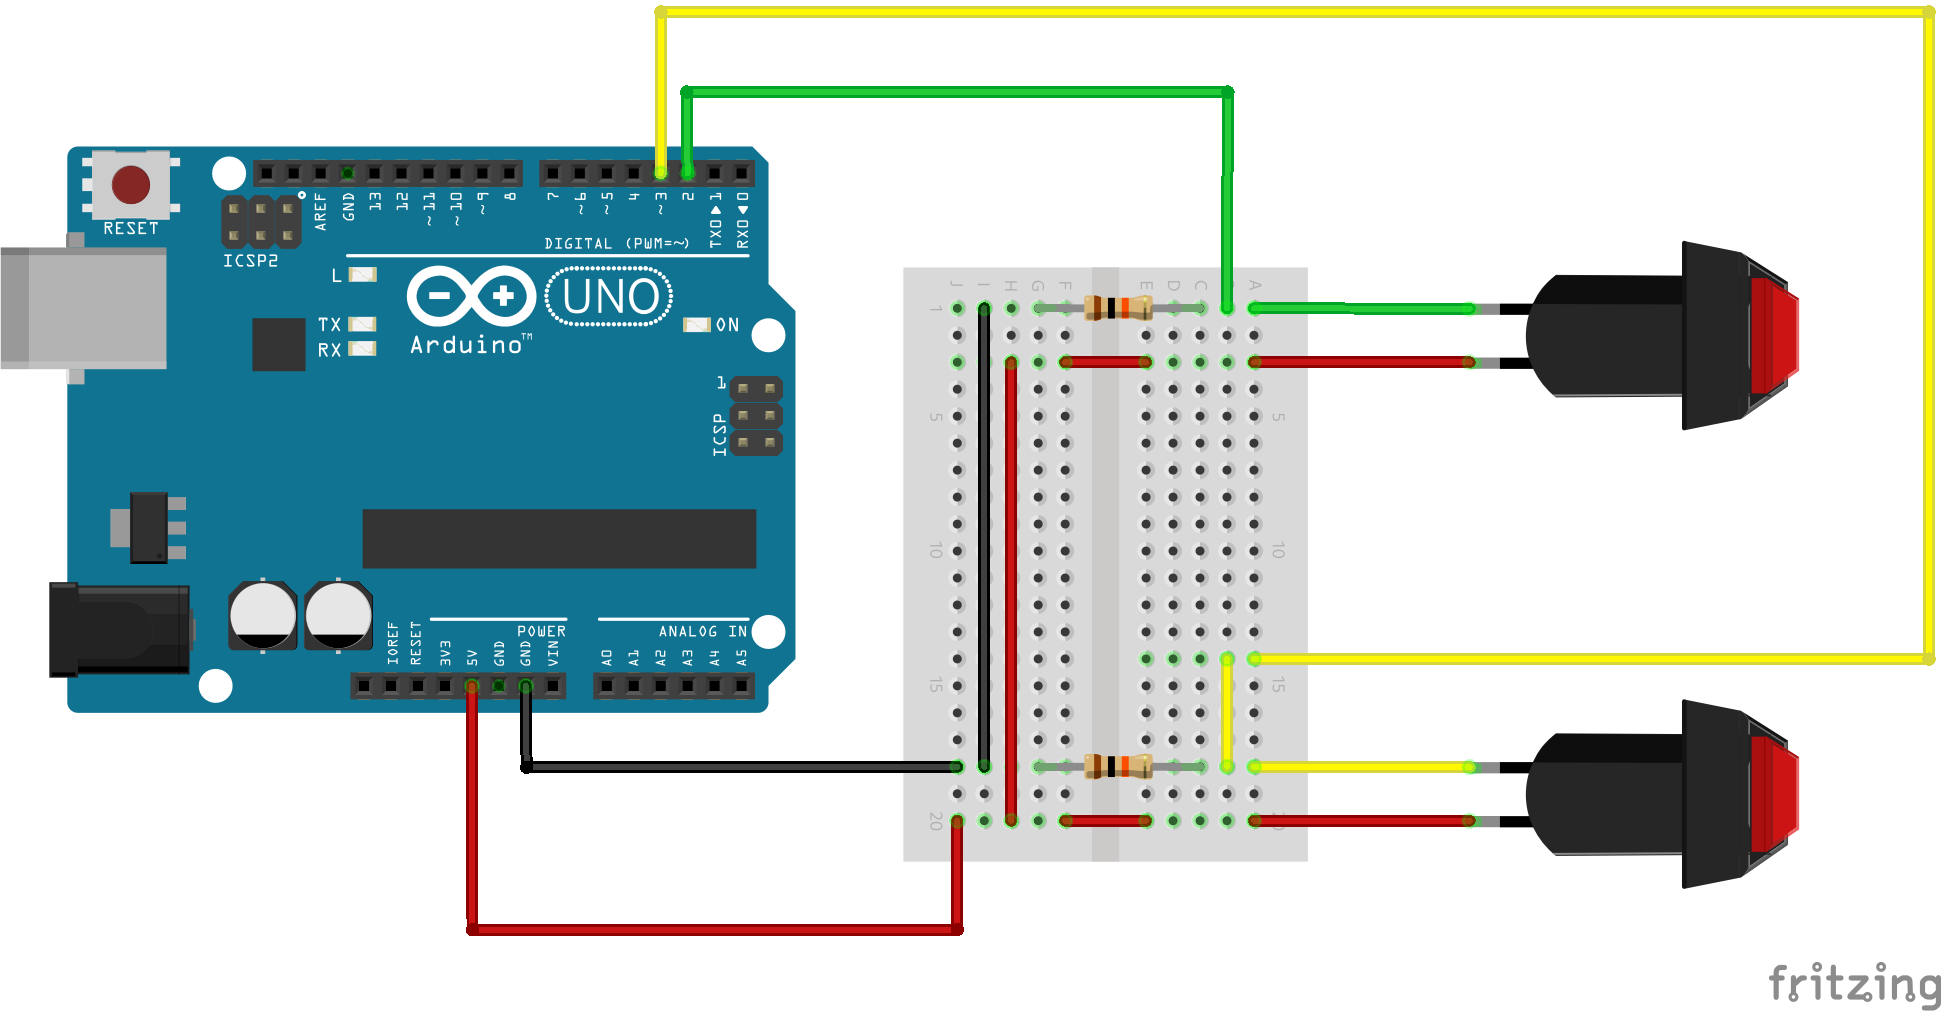 RESET
ICSP2
AREF
GND
13
12
~11
~10
~9
8
7
~6
~5
4
~3
2
TX0▶1
RX0◀0
DIGITAL (PWM=~)
L
TX
RX
UNO
Arduino™
ON
1
ICSP
IOREF
RESET
3V3
5V
GND
GND
VIN
POWER
ANALOG IN
A0
A1
A2
A3
A4
A5
J I H G F E D C A
1
5
5
10
10
15
15
20
fritzing